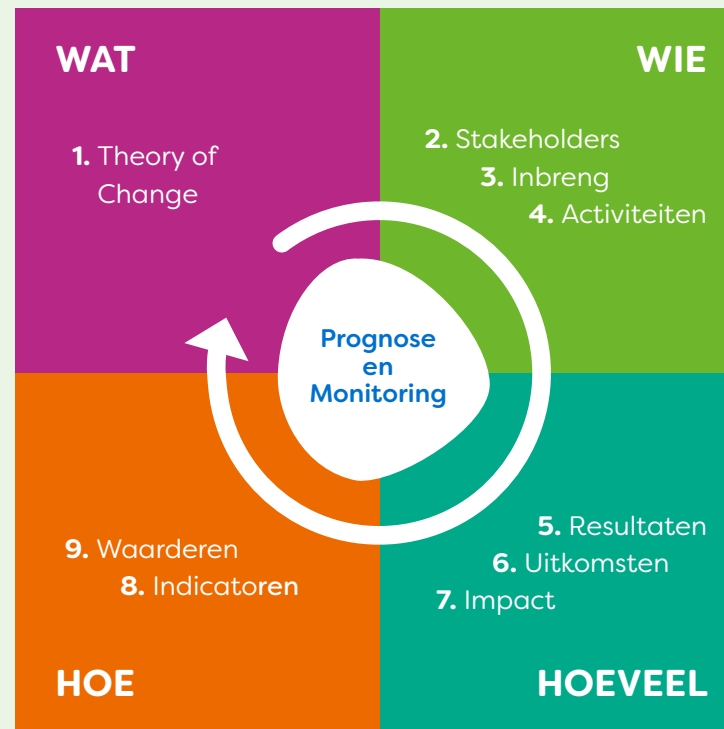 WAT
1. Theory of
Change
WIE
2. Stakeholders
3. Inbreng
4. Activiteiten
Prognose
en
Monitoring
5. Resultaten
6. Uitkomsten
7. Impact
HOEVEEL
9. Waarderen
8. Indicatoren
HOE